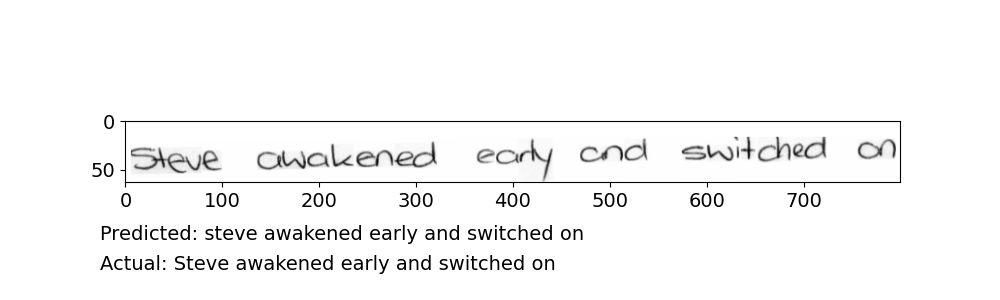 0
Steve awakened early and switched on
50
0 100 200 300 400 500 600 700
Predicted: steve awakened early and switched on
Actual: Steve awakened early and switched on